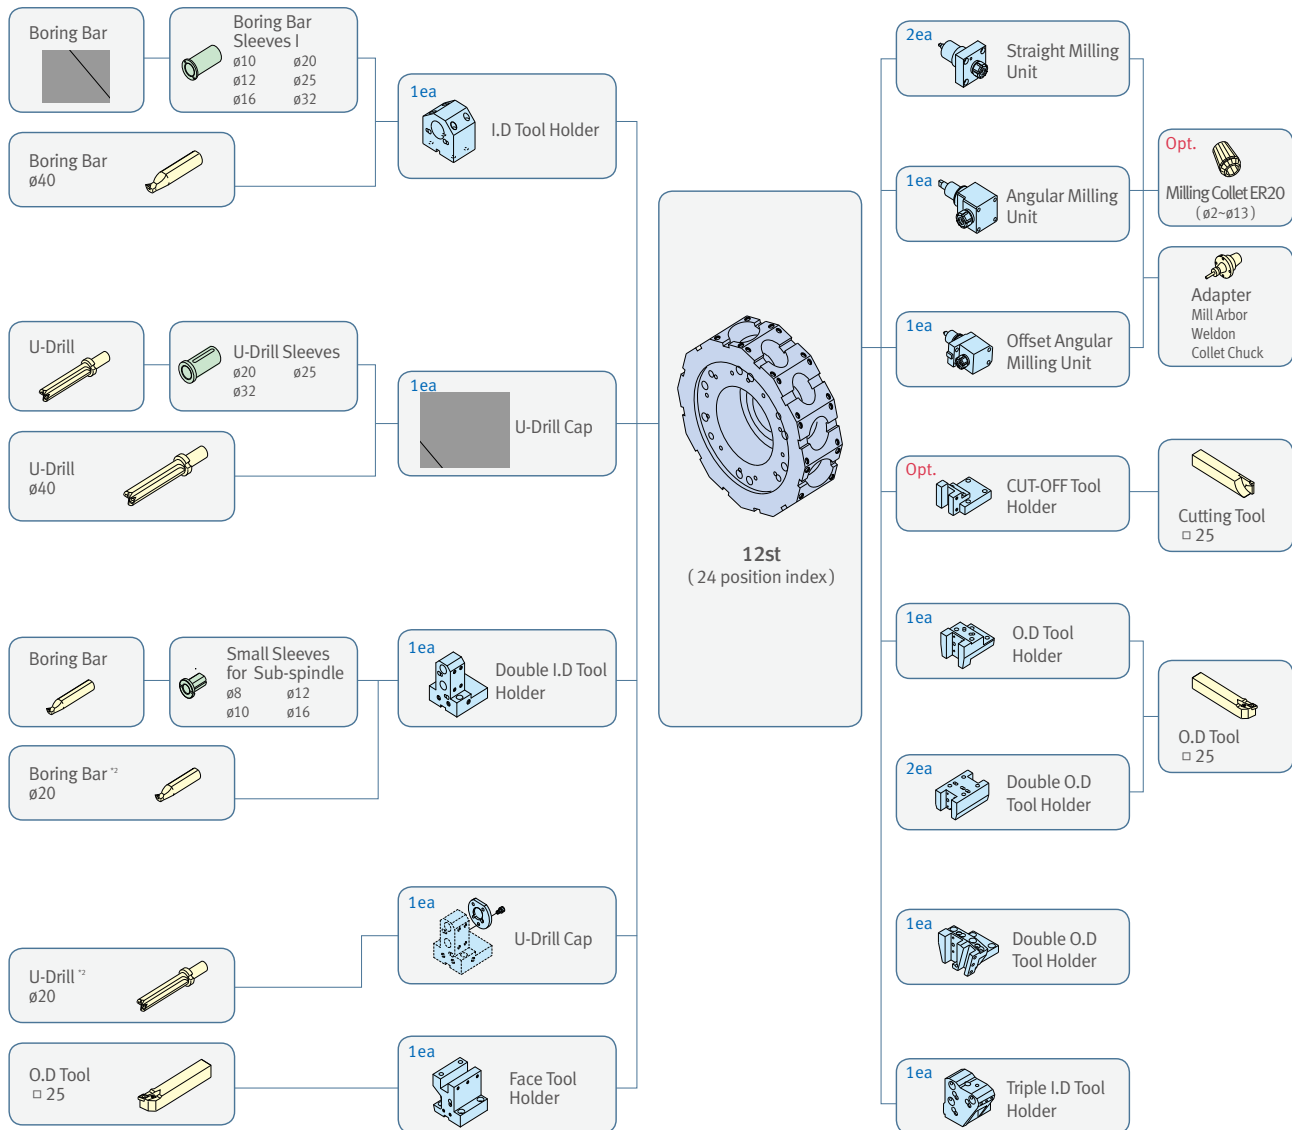 Boring Bar
Boring Bar
Sleeves I
ø10 ø20
ø12 ø25
ø16 ø32
Boring Bar
ø40
1ea
I.D Tool Holder
U-Drill
U-Drill Sleeves
ø20 ø25
ø32
U-Drill
ø40
1ea
U-Drill Cap
Boring Bar
Small Sleeves
for Sub-spindle
ø8 ø12
ø10 ø16
Boring Bar *2
ø20
1ea
Double I.D Tool
Holder
U-Drill *2
ø20
1ea
U-Drill Cap
O.D Tool
□ 25
1ea
Face Tool
Holder
12st
( 24 position index)
2ea
Straight Milling
Unit
1ea
Angular Milling
Unit
1ea
Offset Angular
Milling Unit
Opt.
Milling Collet ER20
( ø2~ø13 )
Adapter
Mill Arbor
Weldon
Collet Chuck
Opt.
CUT-OFF Tool
Holder
Cutting Tool
□ 25
1ea
O.D Tool
Holder
2ea
Double O.D
Tool Holder
O.D Tool
□ 25
1ea
Double O.D
Tool Holder
1ea
Triple I.D Tool
Holder